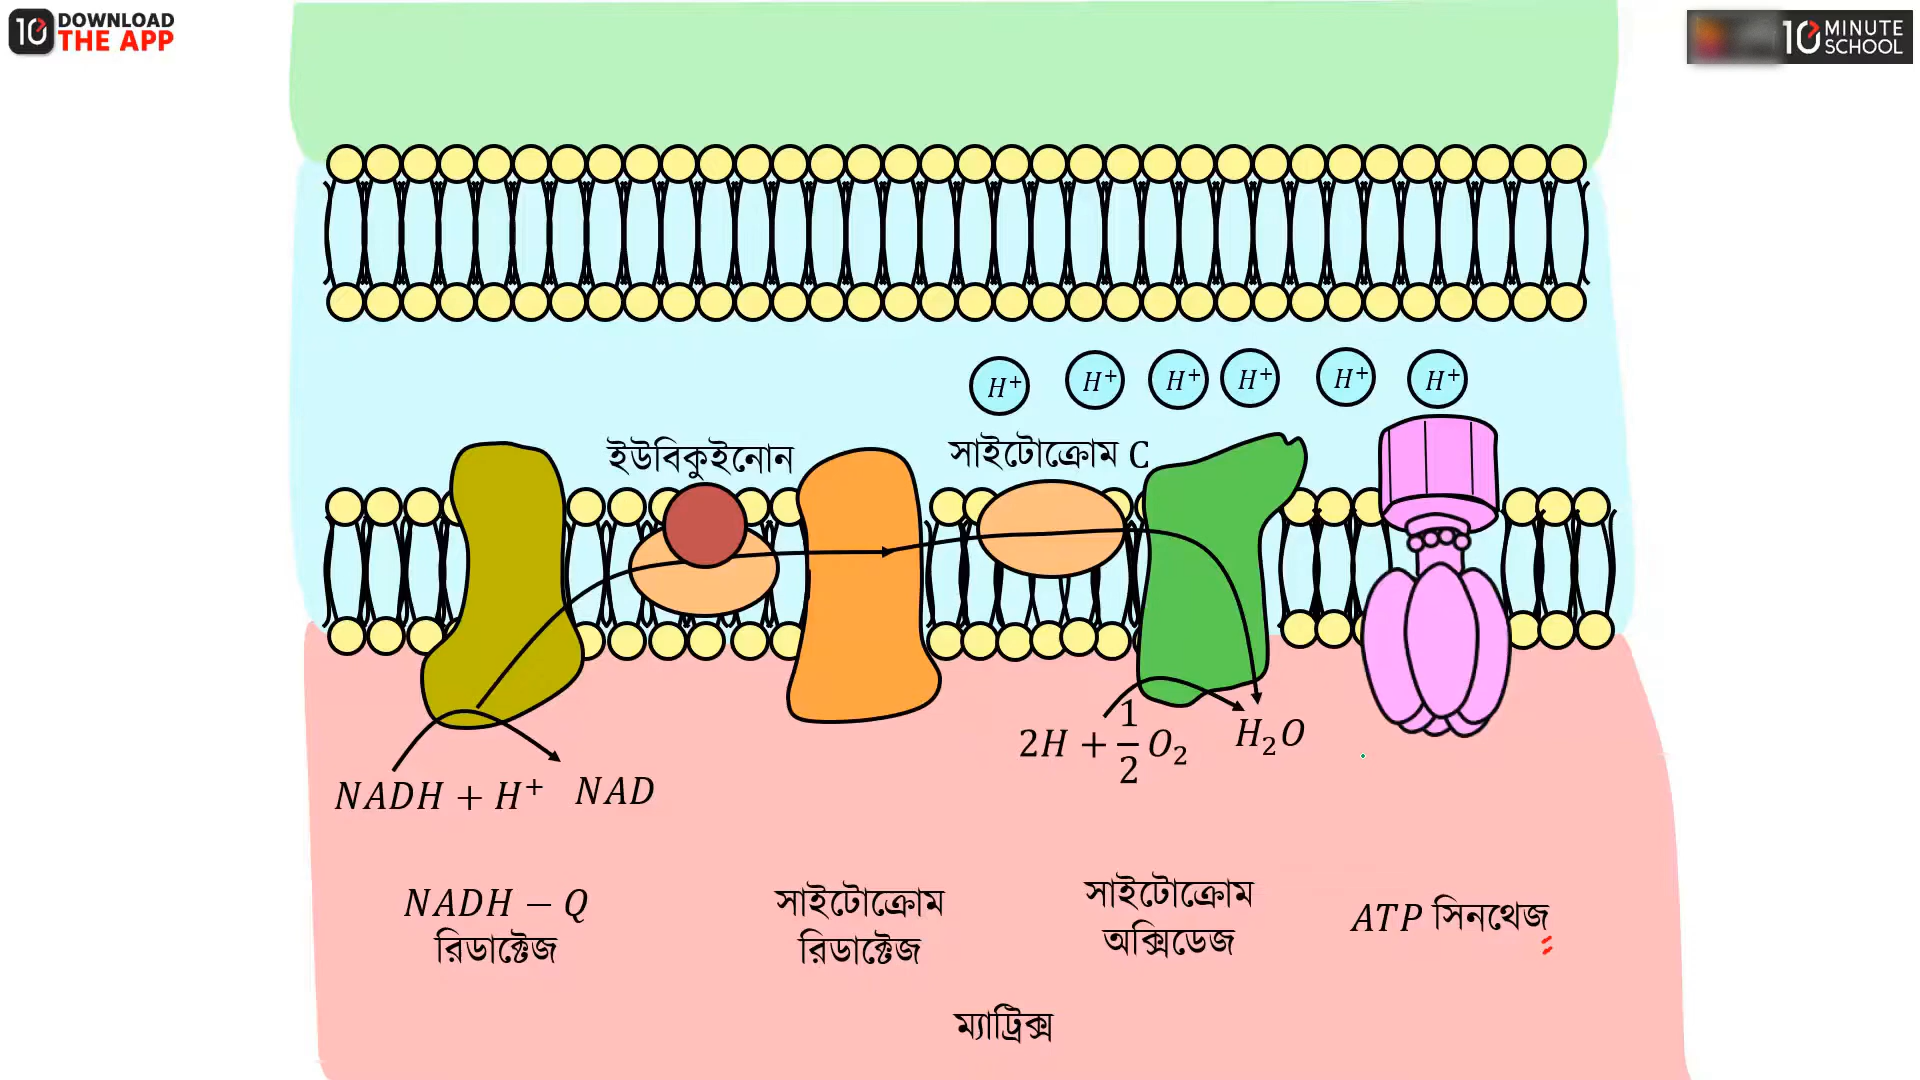 10 DOWNLOAD
THE APP
10 MINUTE
SCHOOL
H⁺ H⁺ H⁺ H⁺ H⁺ H⁺
ইউবিকুইনোন
সাইটোক্রোম C
NADH + H⁺ NAD
2H + 1/2 O₂ H₂O
NADH − Q
রিডাক্টেজ
সাইটোক্রোম
রিডাক্টেজ
সাইটোক্রোম
অক্সিডেজ
ATP সিনথেজ
ম্যাট্রিক্স